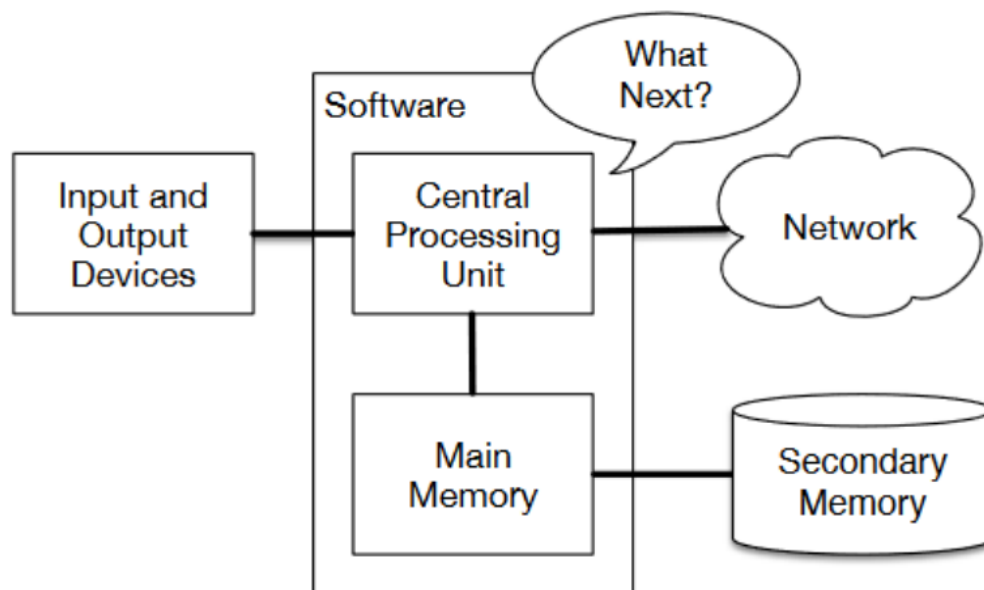 What
Next?
Software
Input and
Output
Devices
Central
Processing
Unit
Network
Main
Memory
Secondary
Memory